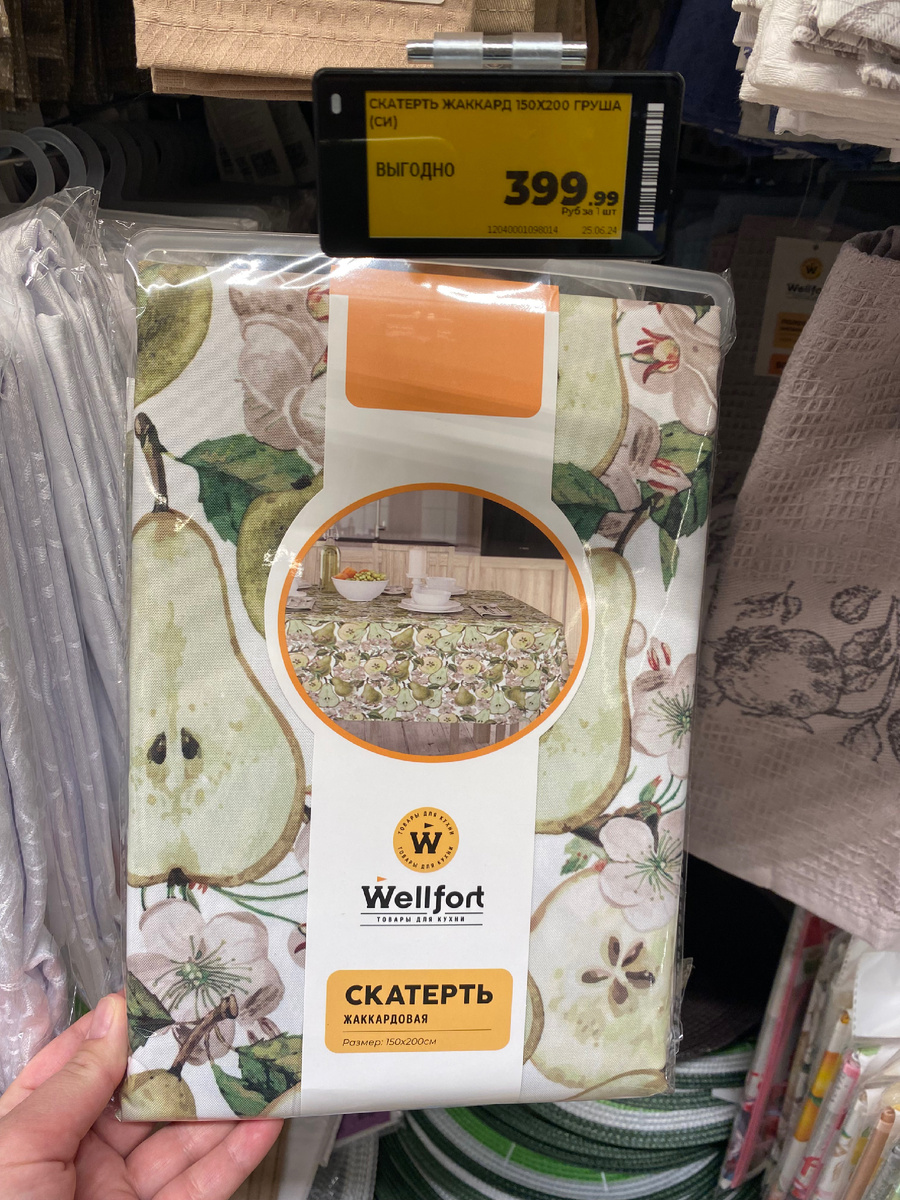 СКАТЕРТЬ ЖАККАРД 150Х200 ГРУША
(СИ)
ВЫГОДНО
399.99
Руб за 1 шт
12040001098014 25.06.24
W
Wellfor
ТОВАРЫ ДЛЯ КУХНИ
W
ТОВАРЫ ДЛЯ КУХНИ
Wellfort
ТОВАРЫ ДЛЯ КУХНИ
СКАТЕРТЬ
ЖАККАРДОВАЯ
Размер: 150х200см